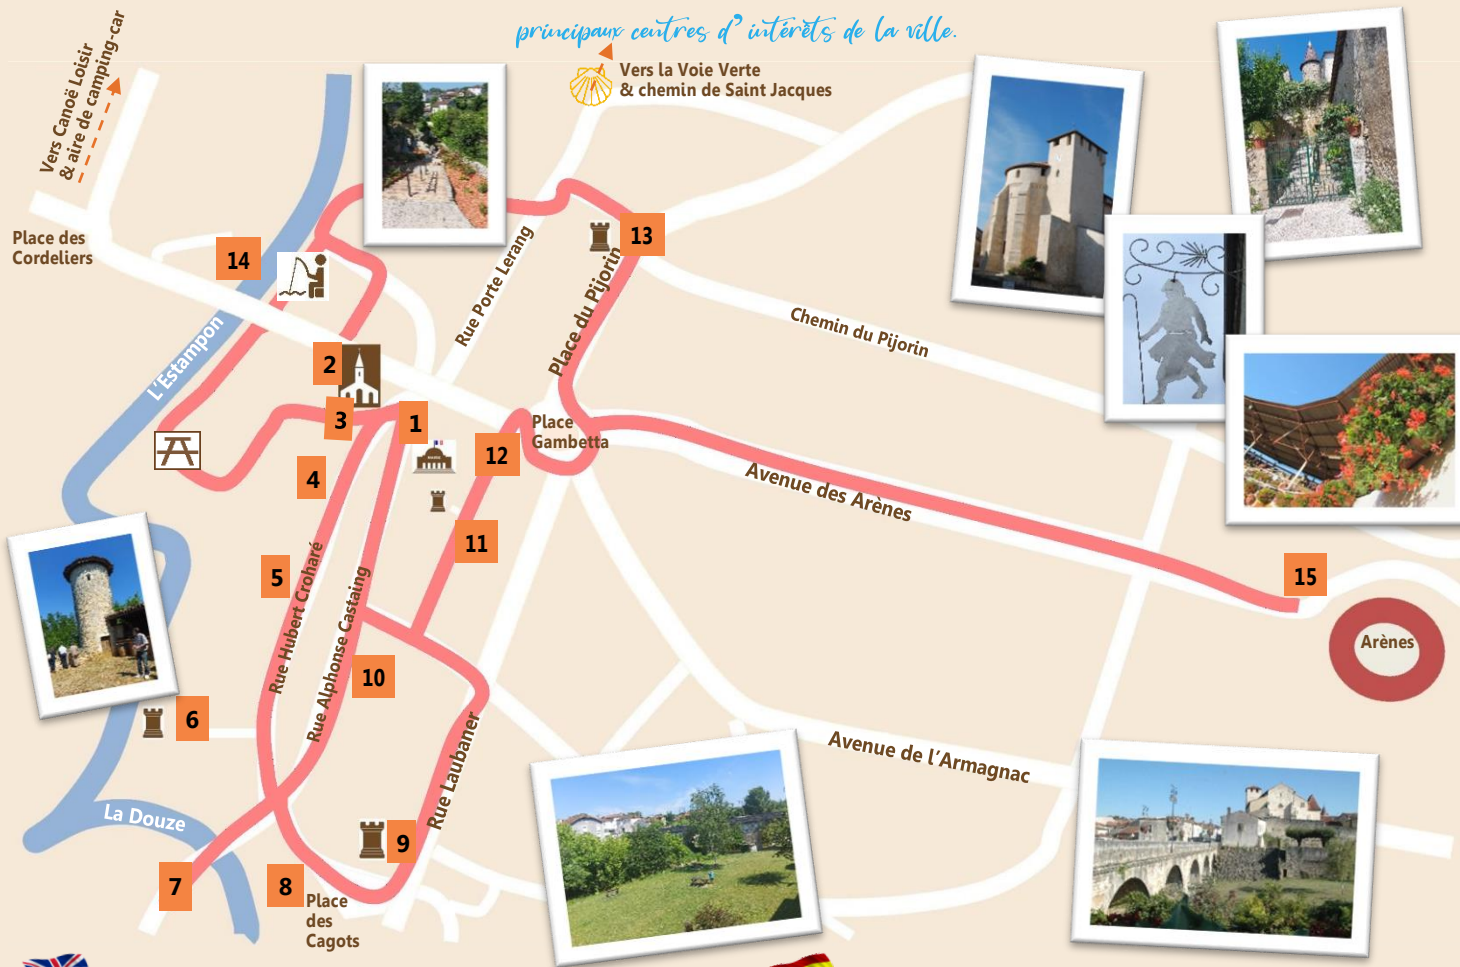 principaux centres d'intérêts de la ville.
Vers Canoë Loisir
& aire de camping-car
Vers la Voie Verte
& chemin de Saint Jacques
Place des
Cordeliers
14
13
Rue Porte Lerang
Place du Pijorin
Chemin du Pijorin
L'Estampon
2
3
1
MAIRIE
Place
Gambetta
12
4
Avenue des Arènes
11
5
15
Rue Hubert Croharé
Rue Alphonse Castaing
Arènes
10
6
Rue Laubaner
Avenue de l'Armagnac
La Douze
9
7
8
Place
des
Cagots